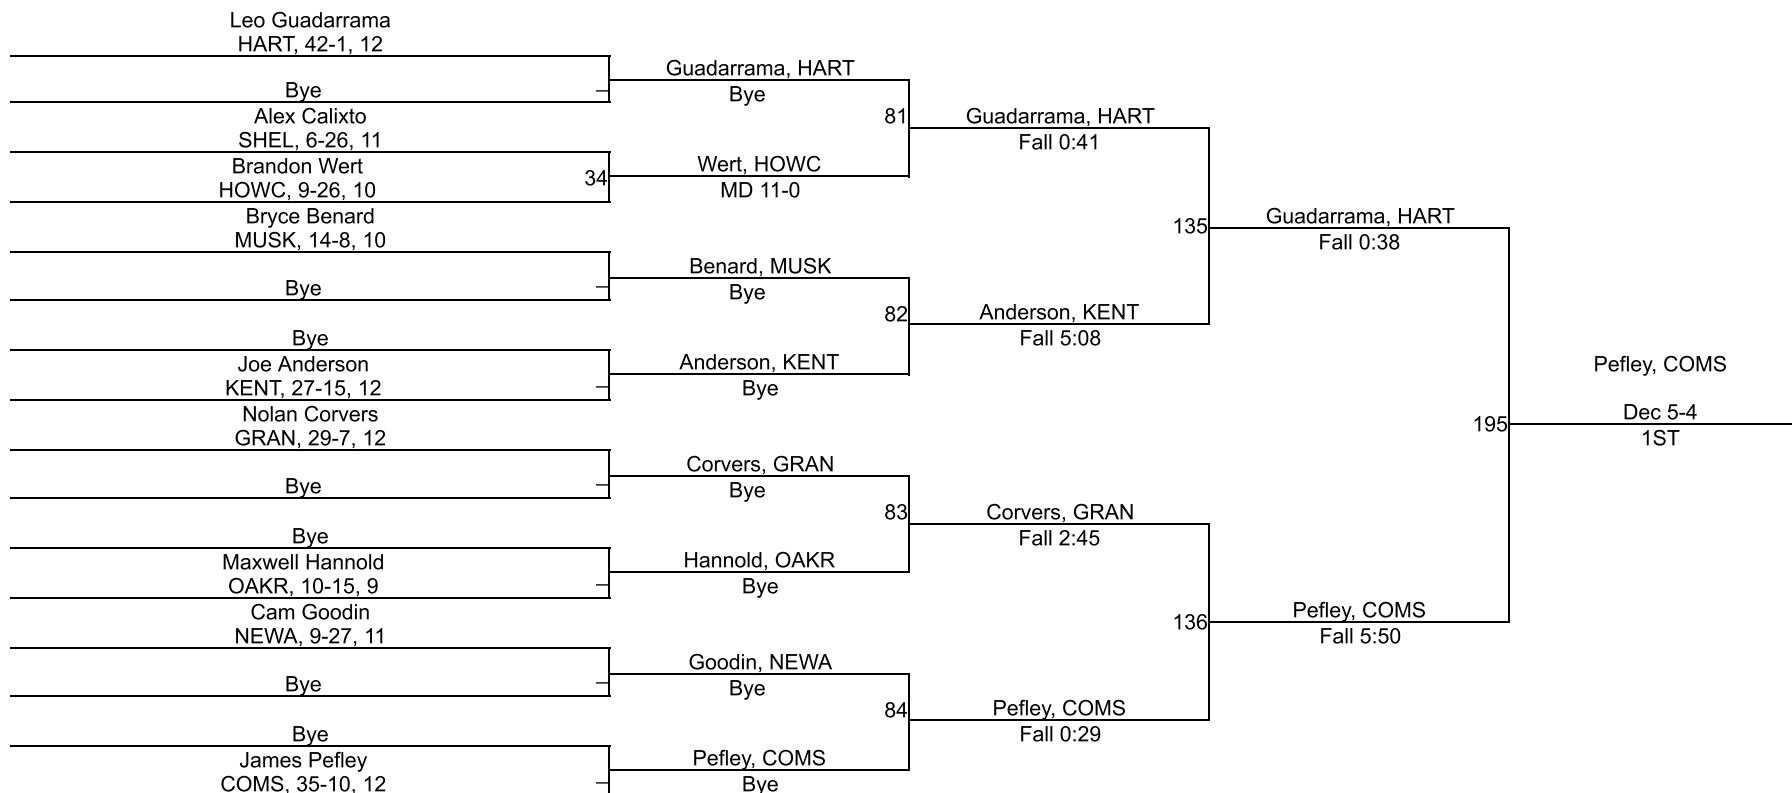 Leo Guadarrama
HART, 42-1, 12
Bye
Alex Calixto
SHEL, 6-26, 11
Brandon Wert
HOWC, 9-26, 10
34
Bryce Benard
MUSK, 14-8, 10
Bye
Bye
Joe Anderson
KENT, 27-15, 12
Nolan Corvers
GRAN, 29-7, 12
Bye
Bye
Maxwell Hannold
OAKR, 10-15, 9
Cam Goodin
NEWA, 9-27, 11
Bye
Bye
James Pefley
COMS, 35-10, 12
Guadarrama, HART
Bye
81
Wert, HOWC
MD 11-0
Benard, MUSK
Bye
82
Anderson, KENT
Bye
Corvers, GRAN
Bye
83
Hannold, OAKR
Bye
Goodin, NEWA
Bye
84
Pefley, COMS
Bye
Guadarrama, HART
Fall 0:41
135
Anderson, KENT
Fall 5:08
Corvers, GRAN
Fall 2:45
136
Pefley, COMS
Fall 0:29
Guadarrama, HART
Fall 0:38
195
Pefley, COMS
Fall 5:50
Pefley, COMS
Dec 5-4
1ST